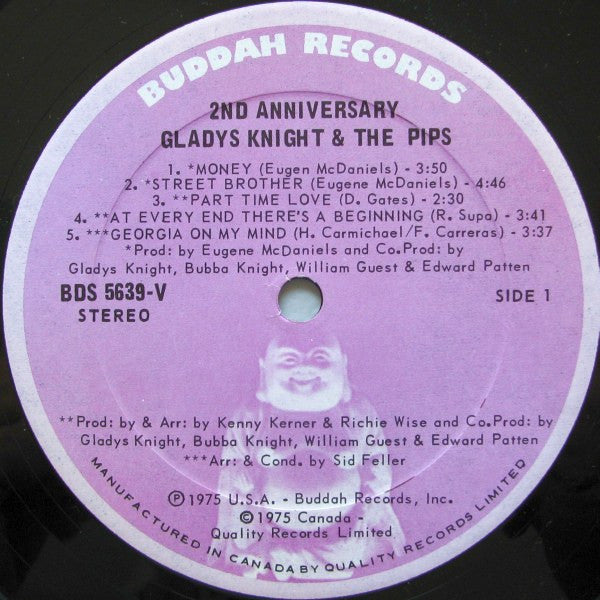 BUDDAH RECORDS
2ND ANNIVERSARY
GLADYS KNIGHT & THE PIPS
1. *MONEY (Eugen McDaniels) - 3:50
2. *STREET BROTHER (Eugene McDaniels) - 4:46
3. **PART TIME LOVE (D. Gates) - 2:30
4. **AT EVERY END THERE'S A BEGINNING (R. Supa) - 3:41
5. ***GEORGIA ON MY MIND (H. Carmichael/F. Carreras) - 3:37
*Prod: by Eugene McDaniels and Co.Prod: by
Gladys Knight, Bubba Knight, William Guest & Edward Patten
BDS 5639-V
STEREO
SIDE 1
**Prod: by & Arr: by Kenny Kerner & Richie Wise and Co.Prod: by
Gladys Knight, Bubba Knight, William Guest & Edward Patten
***Arr: & Cond. by Sid Feller
℗ 1975 U.S.A. - Buddah Records, Inc.
© 1975 Canada -
Quality Records Limited
MANUFACTURED IN CANADA BY QUALITY RECORDS LIMITED